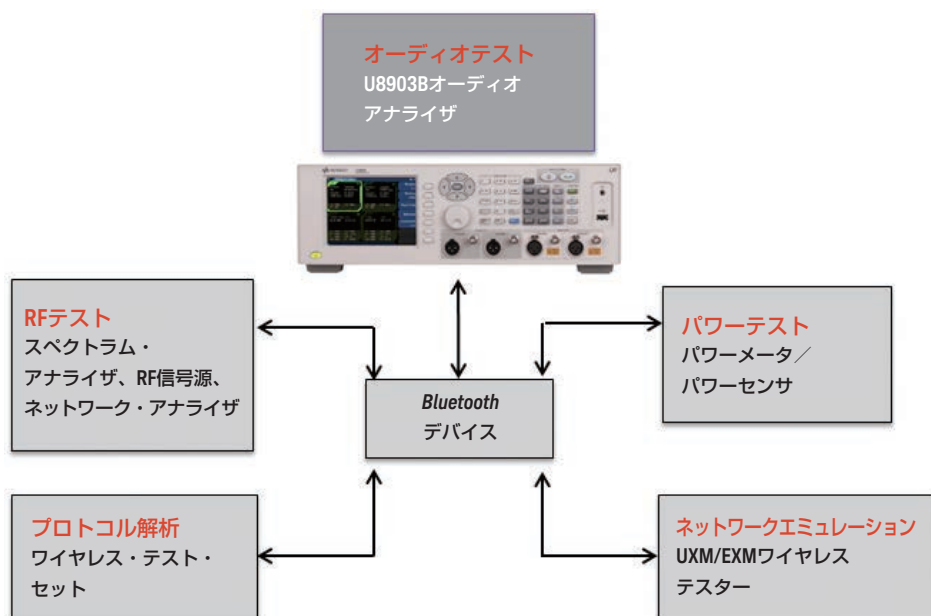 オーディオテスト
U8903Bオーディオ
アナライザ
RFテスト
スペクトラム・
アナライザ、RF信号源、
ネットワーク・アナライザ
パワーテスト
パワーメータ／
パワーセンサ
Bluetooth
デバイス
プロトコル解析
ワイヤレス・テスト・
セット
ネットワークエミュレーション
UXM/EXMワイヤレス
テスター